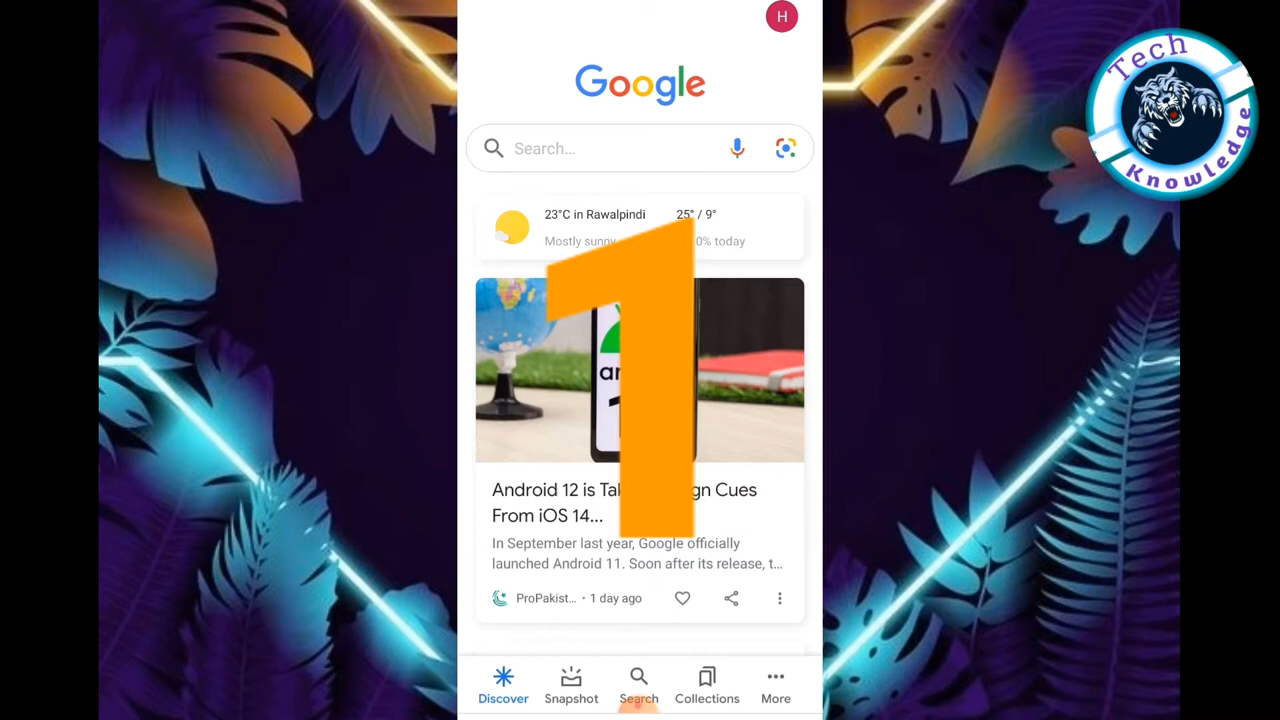 H
Tech
Knowledge
Google
Search...
23°C in Rawalpindi 25° / 9°
Mostly sunny 0% today
1
Android 12 is gn Cues
From iOS 14...
In September last year, Google officially
launched Android 11. Soon after its release, t...
ProPakist... · 1 day ago
Discover Snapshot Search Collections More